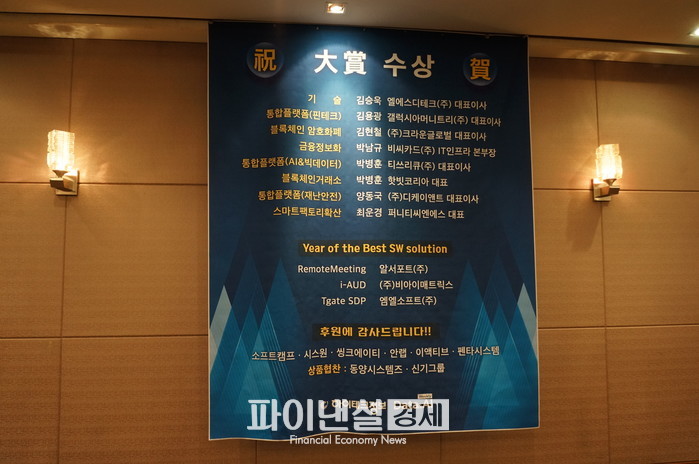 祝 大賞 수상 賀
기 술 김승욱 엘에스디테크(주) 대표이사
통합플랫폼(핀테크) 김용광 갤럭시아머니트리(주) 대표이사
블록체인 암호화폐 김현철 (주)크라운글로벌 대표이사
금융정보화 박남규 비씨카드(주) IT인프라 본부장
통합플랫폼(AI&빅데이터) 박병훈 티쓰리큐(주) 대표이사
블록체인거래소 박병훈 핫빗코리아 대표
통합플랫폼(재난안전) 양동국 (주)디케이앤트 대표이사
스마트팩토리확산 최운경 퍼니티씨엔에스 대표
Year of the Best SW solution
RemoteMeeting 알서포트(주)
i-AUD (주)비아이매트릭스
Tgate SDP 엠엘소프트(주)
후원에 감사드립니다!!
소프트캠프 · 시스원 · 씽크에이티 · 안랩 · 이액티브 · 펜타시스템
상품협찬 : 동양시스템즈 · 신기그룹
파이낸셜경제
Financial Economy News